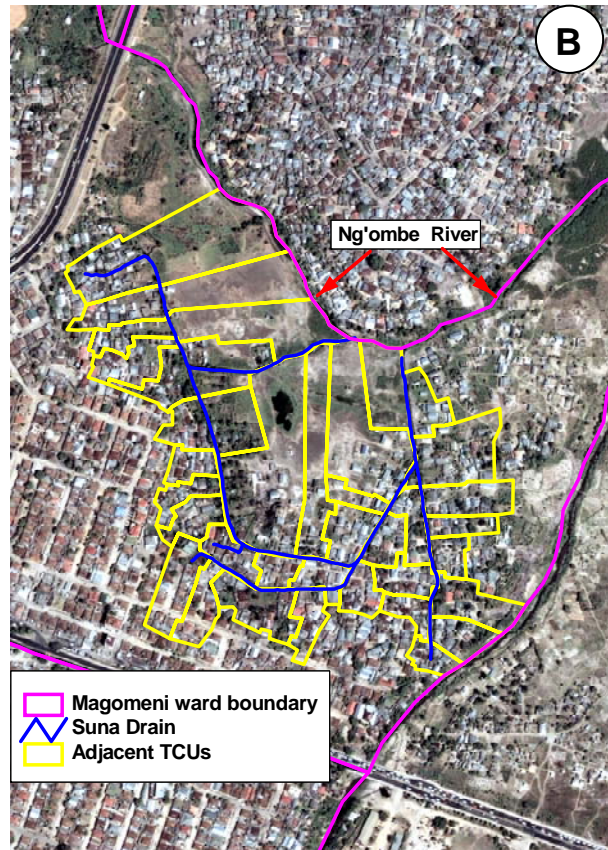 B
Ng'ombe River
Magomeni ward boundary
Suna Drain
Adjacent TCUs